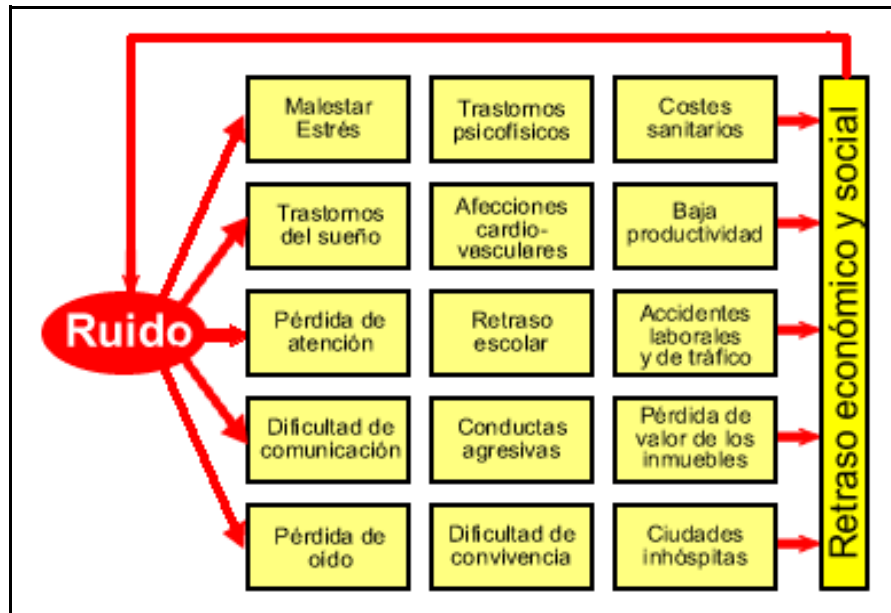 Malestar
Estrés
Trastornos
psicofisicos
Costes
sanitarios
Trastornos
del sueño
Afecciones
cardio-
vasculares
Baja
productividad
Ruido
Pérdida de
atención
Retraso
escolar
Accidentes
laborales
y de tráfico
Dificultad de
comunicación
Conductas
agresivas
Pérdida de
valor de los
inmuebles
Pérdida de
oido
Dificultad de
convivencia
Ciudades
inhóspitas
Retraso económico y social